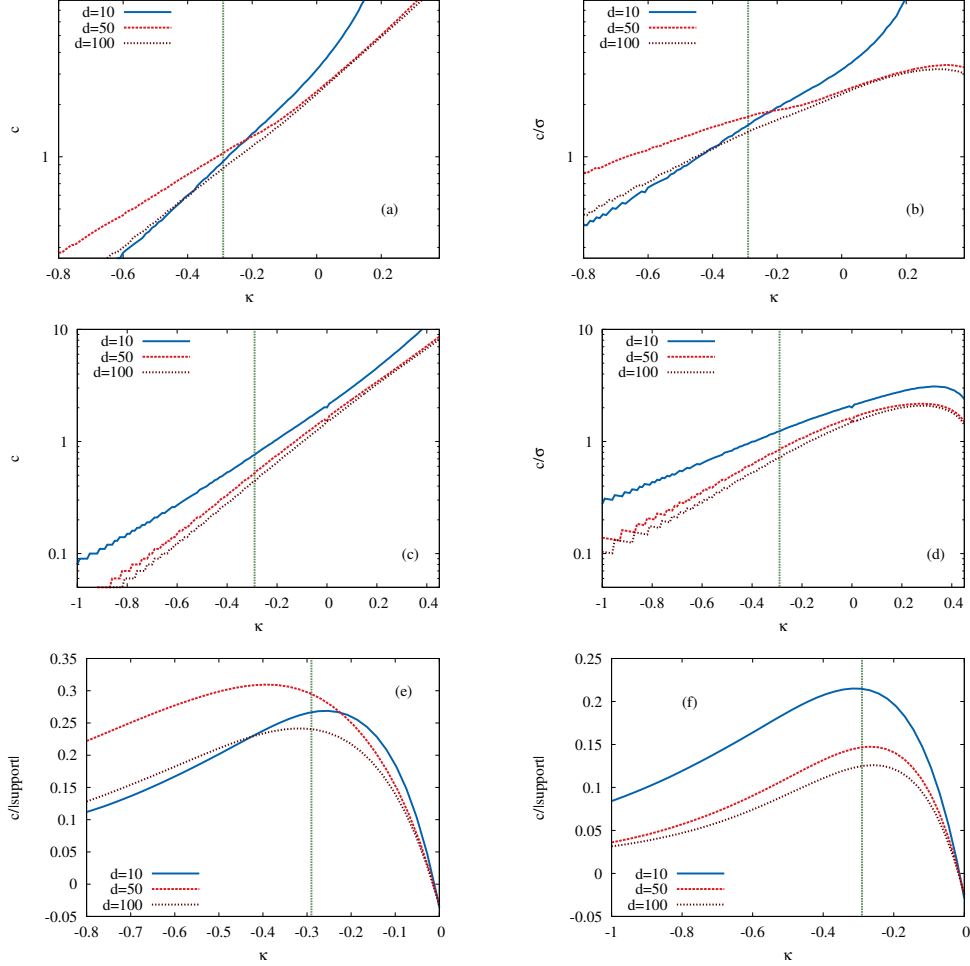 d=10
d=50
d=100
c
1
(a)
-0.8 -0.6 -0.4 -0.2 0 0.2
κ
d=10
d=50
d=100
c/σ
1
(b)
-0.8 -0.6 -0.4 -0.2 0 0.2
κ
10
d=10
d=50
d=100
c
1
0.1
(c)
-1 -0.8 -0.6 -0.4 -0.2 0 0.2 0.4
κ
10
d=10
d=50
d=100
c/σ
1
0.1
(d)
-1 -0.8 -0.6 -0.4 -0.2 0 0.2 0.4
κ
0.35
0.3
0.25
0.2
0.15
0.1
0.05
0
-0.05
c/|support|
(e)
d=10
d=50
d=100
-0.8 -0.7 -0.6 -0.5 -0.4 -0.3 -0.2 -0.1 0
κ
0.25
0.2
0.15
0.1
0.05
0
-0.05
c/|support|
(f)
d=10
d=50
d=100
-1 -0.8 -0.6 -0.4 -0.2 0
κ